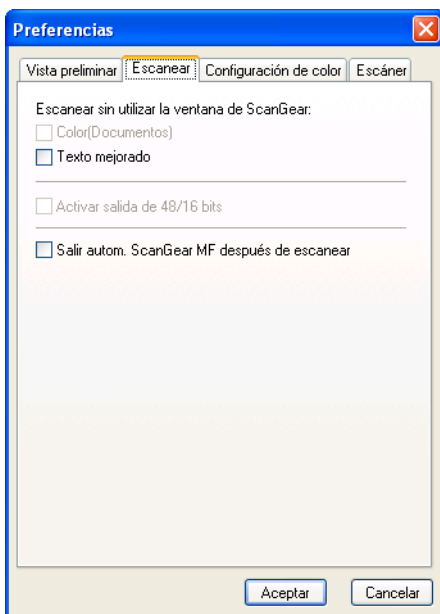 Preferencias
Vista preliminar Escanear Configuración de color Escáner
Escanear sin utilizar la ventana de ScanGear:
Color(Documentos)
Texto mejorado
Activar salida de 48/16 bits
Salir autom. ScanGear MF después de escanear
Aceptar Cancelar